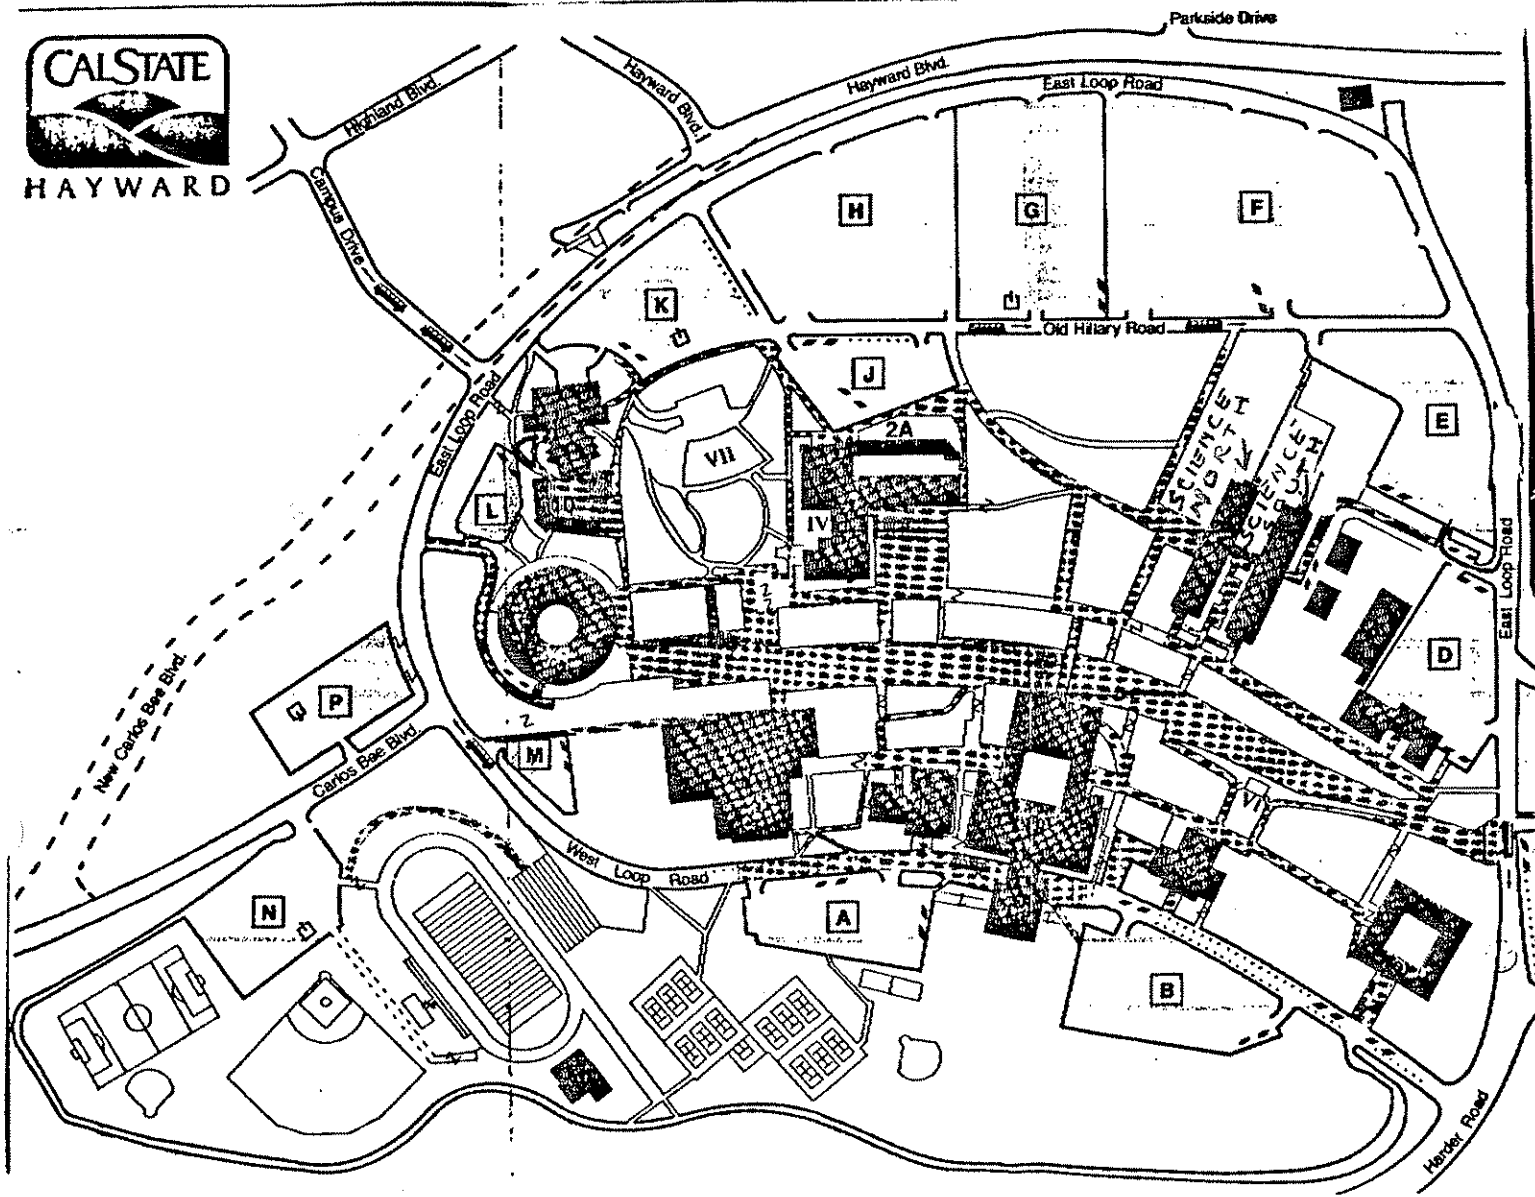 CALSTATE
HAYWARD
Parkside Drive
Hayward Blvd.
East Loop Road
Highland Blvd.
Hayward Blvd.
Campus Drive
H
G
F
K
Old Hillary Road
J
E
East Loop Road
2A
VII
SCIENCE
NORTH
SCIENCE
SOUTH
L
10
IV
East Loop Road
D
P
New Carlos Bee Blvd.
Carlos Bee Blvd.
M
VI
West Loop Road
N
A
B
Harder Road